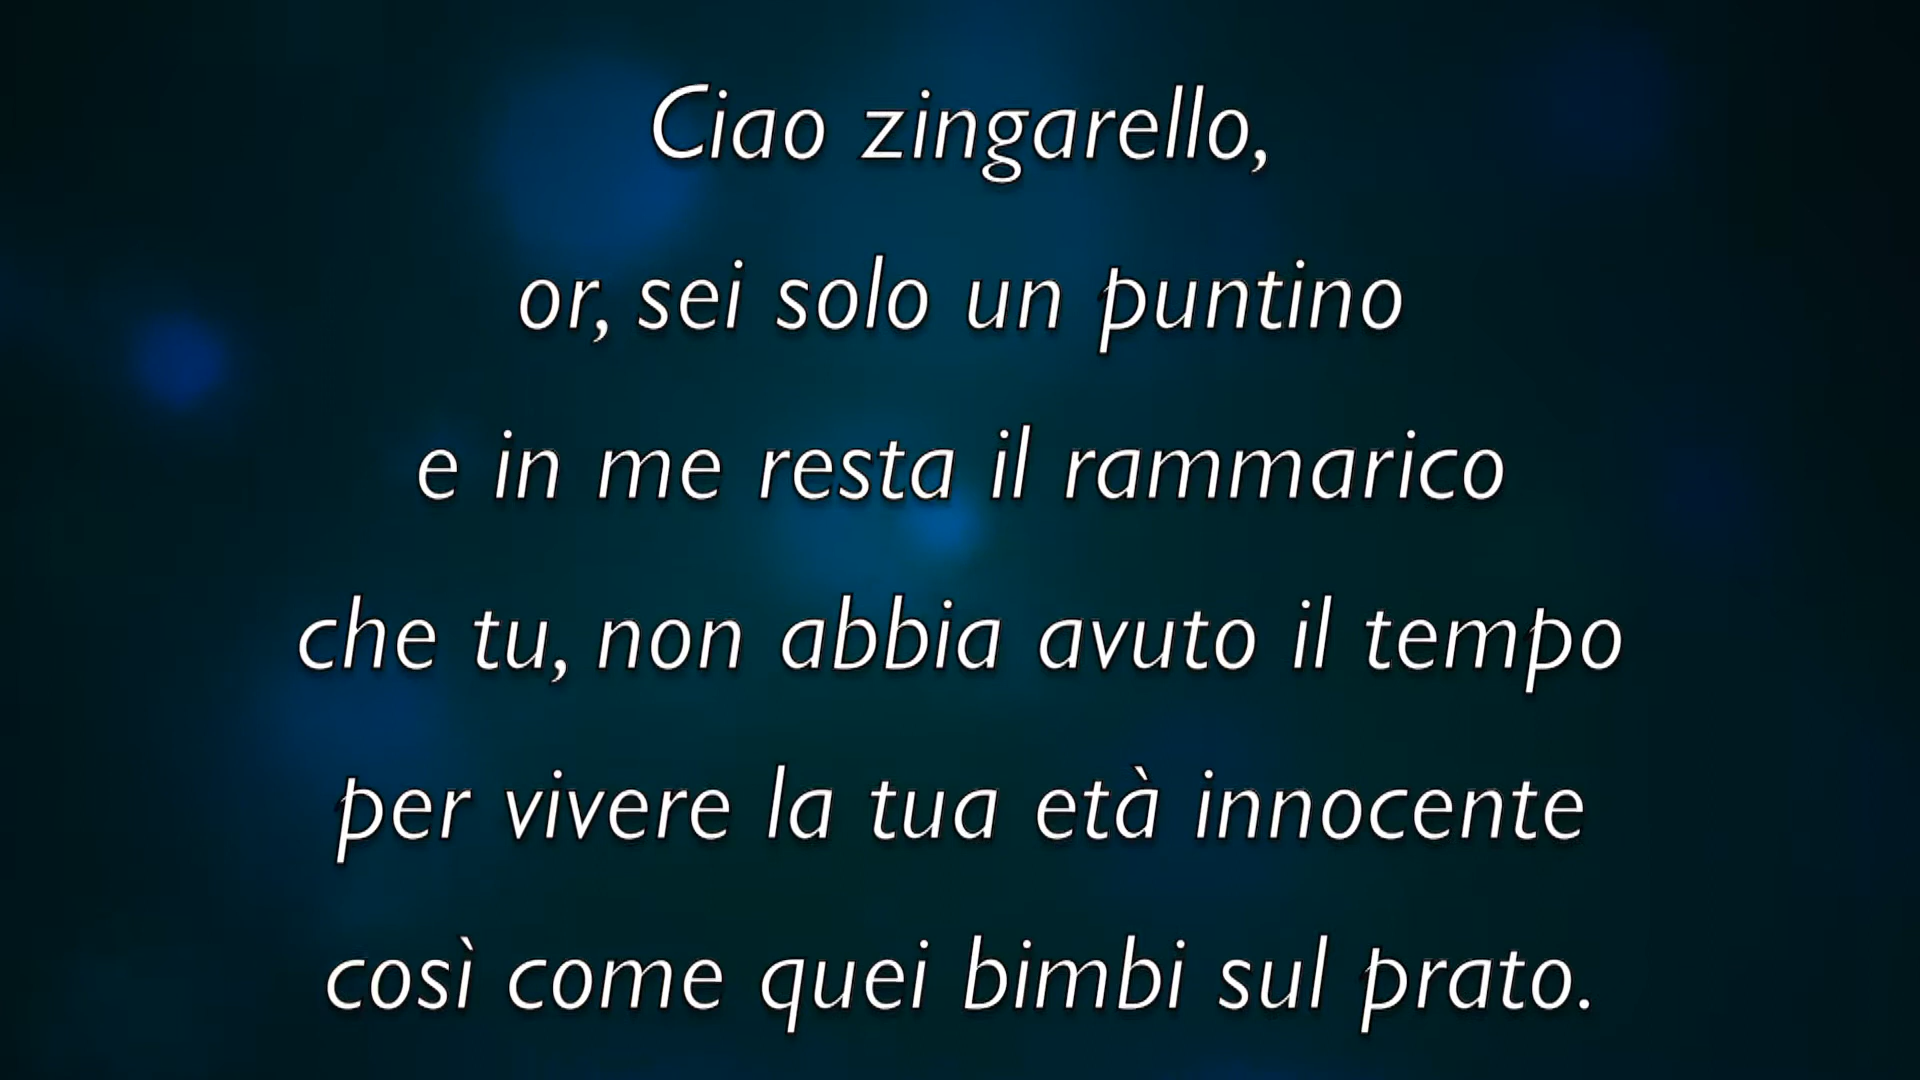 Ciao zingarello,
or, sei solo un puntino
e in me resta il rammarico
che tu, non abbia avuto il tempo
per vivere la tua età innocente
così come quei bimbi sul prato.